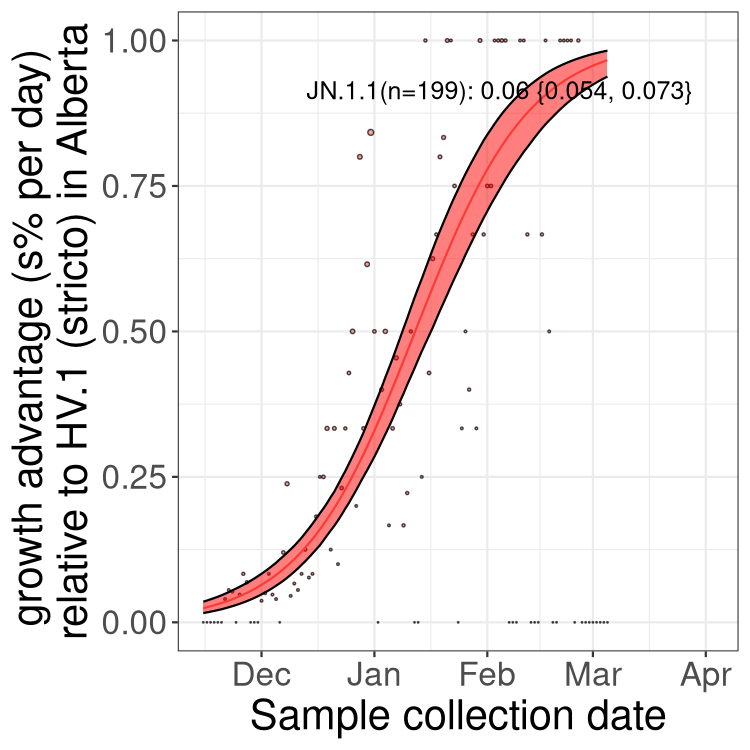 growth advantage (s% per day)
relative to HV.1 (stricto) in Alberta
1.00
0.75
0.50
0.25
0.00
JN.1.1(n=199): 0.06 {0.054, 0.073}
Dec Jan Feb Mar Apr
Sample collection date